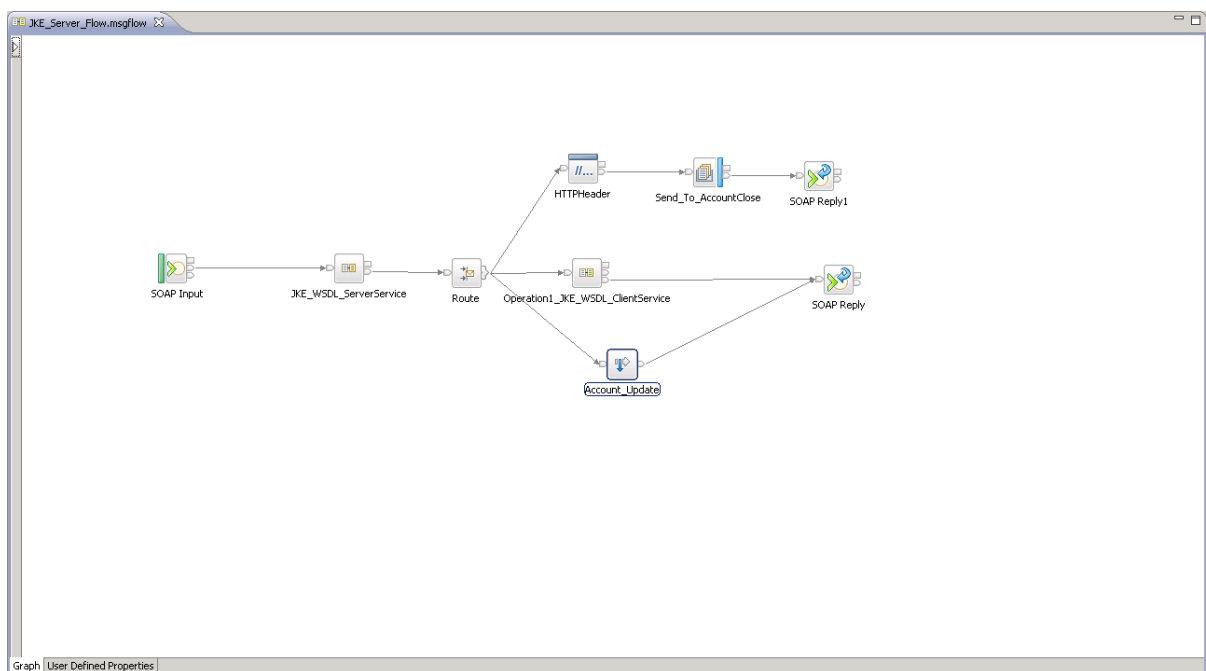 JKE_Server_Flow.msgflow
//...
HTTPHeader
Send_To_AccountClose
SOAP Reply1
SOAP Input
JKE_WSDL_ServerService
Route
Operation1_JKE_WSDL_ClientService
SOAP Reply
Account_Update
Graph
User Defined Properties